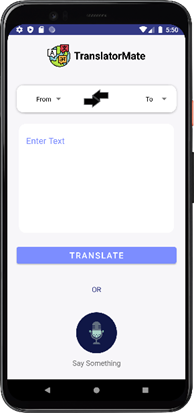 5:50
TranslatorMate
From To
Enter Text
TRANSLATE
OR
Say Something